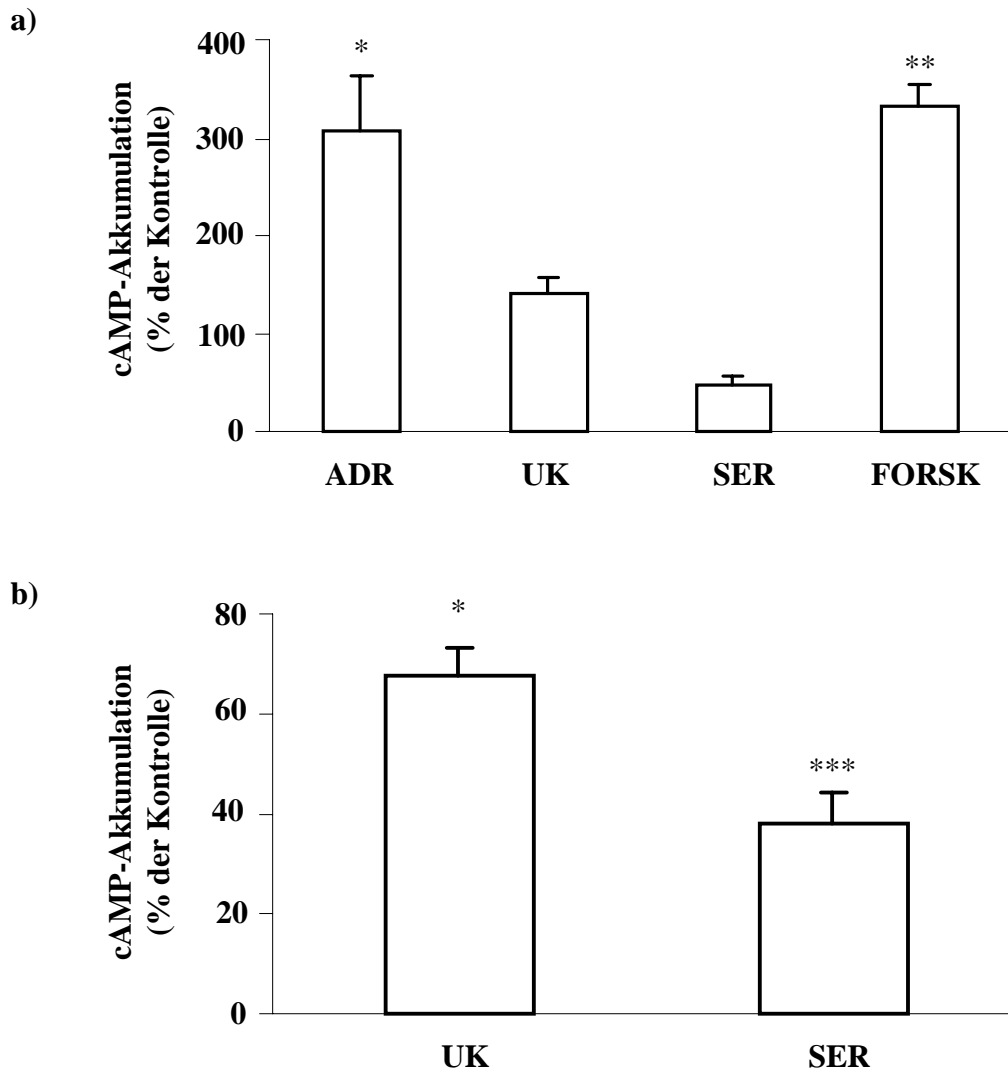 a)
cAMP-Akkumulation
(% der Kontrolle)
400
300
200
100
0
*
**
ADR UK SER FORSK
b)
cAMP-Akkumulation
(% der Kontrolle)
80
60
40
20
0
*
***
UK SER